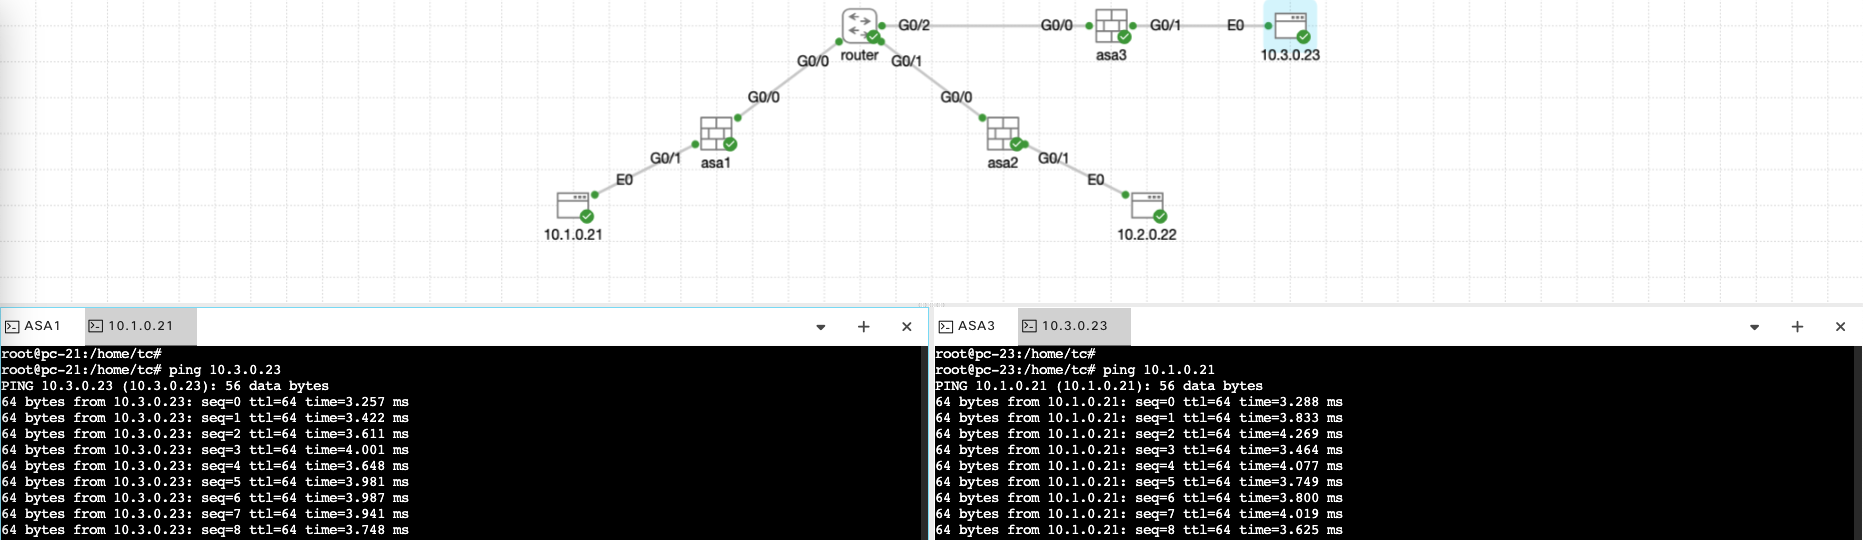 G0/2
G0/0
G0/1
E0
router
asa3
10.3.0.23
G0/0
G0/1
G0/0
G0/0
G0/1
asa1
asa2
G0/1
E0
E0
10.1.0.21
10.2.0.22
ASA1
10.1.0.21
root@pc-21:/home/tc#
root@pc-21:/home/tc# ping 10.3.0.23
PING 10.3.0.23 (10.3.0.23): 56 data bytes
64 bytes from 10.3.0.23: seq=0 ttl=64 time=3.257 ms
64 bytes from 10.3.0.23: seq=1 ttl=64 time=3.422 ms
64 bytes from 10.3.0.23: seq=2 ttl=64 time=3.611 ms
64 bytes from 10.3.0.23: seq=3 ttl=64 time=4.001 ms
64 bytes from 10.3.0.23: seq=4 ttl=64 time=3.648 ms
64 bytes from 10.3.0.23: seq=5 ttl=64 time=3.981 ms
64 bytes from 10.3.0.23: seq=6 ttl=64 time=3.987 ms
64 bytes from 10.3.0.23: seq=7 ttl=64 time=3.941 ms
64 bytes from 10.3.0.23: seq=8 ttl=64 time=3.748 ms
ASA3
10.3.0.23
root@pc-23:/home/tc#
root@pc-23:/home/tc# ping 10.1.0.21
PING 10.1.0.21 (10.1.0.21): 56 data bytes
64 bytes from 10.1.0.21: seq=0 ttl=64 time=3.288 ms
64 bytes from 10.1.0.21: seq=1 ttl=64 time=3.833 ms
64 bytes from 10.1.0.21: seq=2 ttl=64 time=4.269 ms
64 bytes from 10.1.0.21: seq=3 ttl=64 time=3.464 ms
64 bytes from 10.1.0.21: seq=4 ttl=64 time=4.077 ms
64 bytes from 10.1.0.21: seq=5 ttl=64 time=3.749 ms
64 bytes from 10.1.0.21: seq=6 ttl=64 time=3.800 ms
64 bytes from 10.1.0.21: seq=7 ttl=64 time=4.019 ms
64 bytes from 10.1.0.21: seq=8 ttl=64 time=3.625 ms